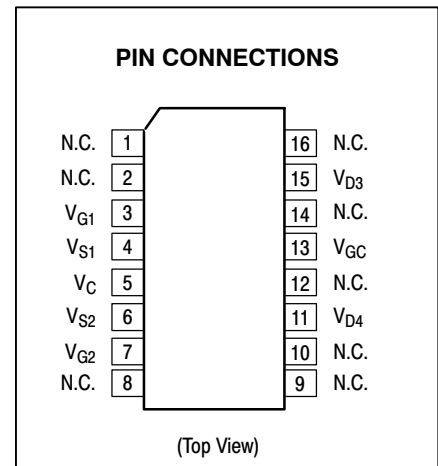 PIN CONNECTIONS
N.C. 1 16 N.C.
N.C. 2 15 VD3
VG1 3 14 N.C.
VS1 4 13 VGC
VC 5 12 N.C.
VS2 6 11 VD4
VG2 7 10 N.C.
N.C. 8 9 N.C.
(Top View)